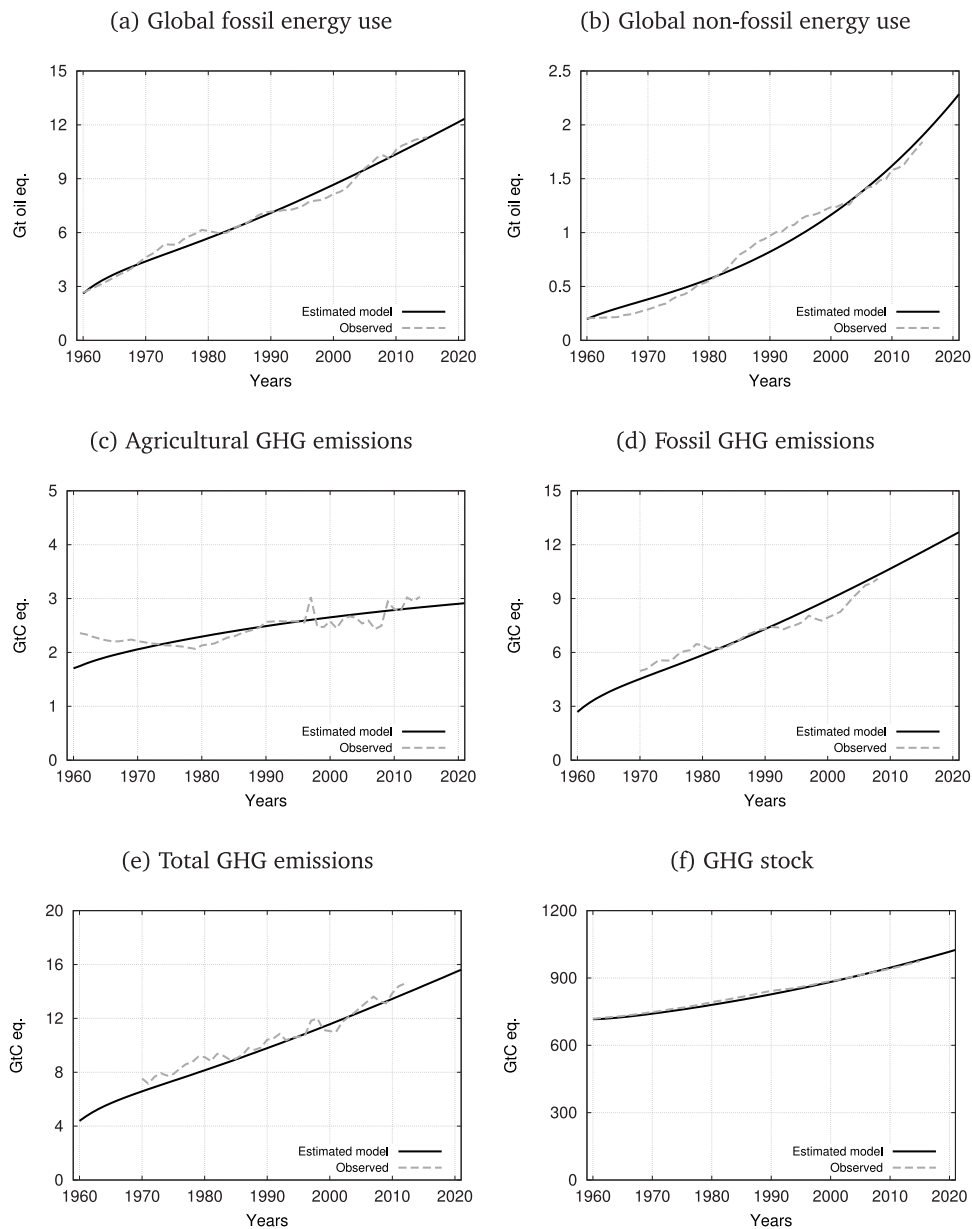 (a) Global fossil energy use
15
12
9
6
3
0
Gt oil eq.
Estimated model
Observed
1960 1970 1980 1990 2000 2010 2020
Years
(b) Global non-fossil energy use
2.5
2
1.5
1
0.5
0
Gt oil eq.
Estimated model
Observed
1960 1970 1980 1990 2000 2010 2020
Years
(c) Agricultural GHG emissions
5
4
3
2
1
0
GtC eq.
Estimated model
Observed
1960 1970 1980 1990 2000 2010 2020
Years
(d) Fossil GHG emissions
15
12
9
6
3
0
GtC eq.
Estimated model
Observed
1960 1970 1980 1990 2000 2010 2020
Years
(e) Total GHG emissions
20
16
12
8
4
0
GtC eq.
Estimated model
Observed
1960 1970 1980 1990 2000 2010 2020
Years
(f) GHG stock
1200
900
600
300
0
GtC eq.
Estimated model
Observed
1960 1970 1980 1990 2000 2010 2020
Years